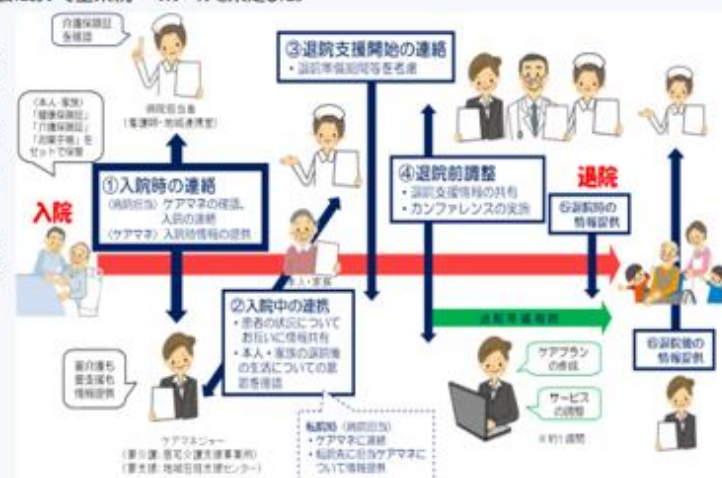 介護保険証
を確認
病院担当者
(看護師・地域連携室)
〈本人・家族〉
「健康保険証」
「介護保険証」
「お薬手帳」を
セットで保管
入院
①入院時の連絡
〈病院担当〉ケアマネの確認、
入院の連絡
〈ケアマネ〉入院時情報の提供
③退院支援開始の連絡
・退院準備期間等を考慮
④退院前調整
・退院支援情報の共有
・カンファレンスの実施
退院
⑤退院時の
情報提供
本人・家族
②入院中の連携
・患者の状況について
お互いに情報共有
・本人・家族の退院後
の生活についての意
思を確認
退院準備期間
⑥退院後の
情報提供
要介護も
要支援も
情報提供
ケアマネジャー
(要介護:居宅介護支援事業所)
(要支援:地域包括支援センター)
転院時〈病院担当〉
・ケアマネに連絡
・転院先に担当ケアマネに
ついて情報提供
ケアプラン
の作成
サービス
の調整
※約1週間